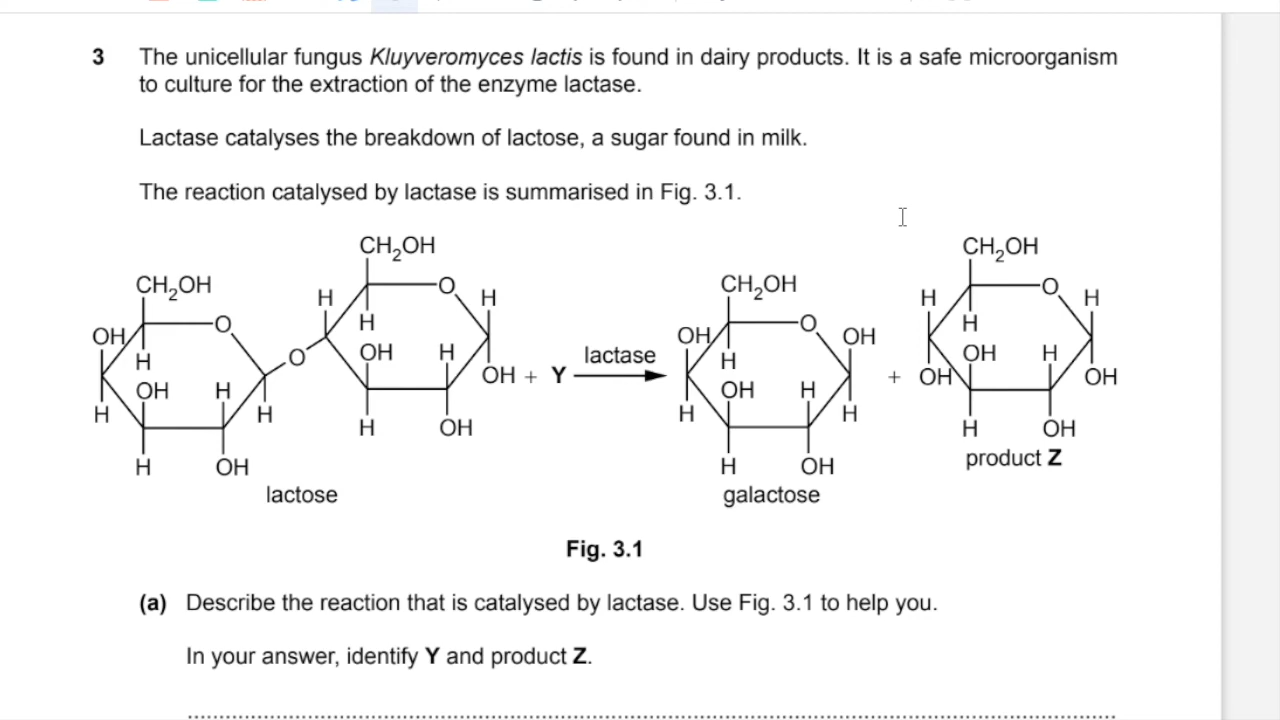 3 The unicellular fungus Kluyveromyces lactis is found in dairy products. It is a safe microorganism
to culture for the extraction of the enzyme lactase.
Lactase catalyses the breakdown of lactose, a sugar found in milk.
The reaction catalysed by lactase is summarised in Fig. 3.1.
CH2OH
O
H
H
H
OH
H
OH
H
OH
CH2OH
O
OH
H
OH
H
H
H
H
OH
O
lactose
+ Y
lactase
CH2OH
O
OH
OH
H
OH
H
H
H
H
OH
galactose
+
CH2OH
O
H
H
H
OH
H
OH
OH
H
OH
product Z
Fig. 3.1
(a) Describe the reaction that is catalysed by lactase. Use Fig. 3.1 to help you.
In your answer, identify Y and product Z.